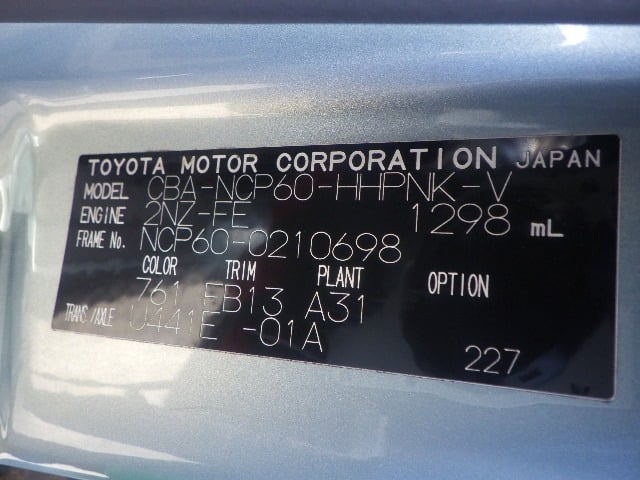 TOYOTA MOTOR CORPORATION JAPAN
MODEL CBA-NCP60-HHPNK-V
ENGINE 2NZ-FE 1298 mL
FRAME No. NCP60-0210698
COLOR TRIM PLANT OPTION
761 FB13 A31
TRANS/AXLE U441E -01A
227